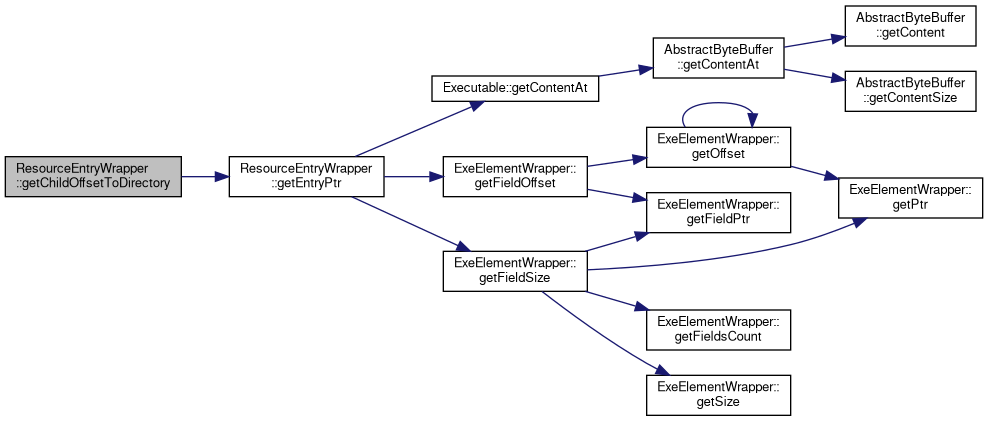 ResourceEntryWrapper
::getChildOffsetToDirectory
ResourceEntryWrapper
::getEntryPtr
Executable::getContentAt
AbstractByteBuffer
::getContentAt
AbstractByteBuffer
::getContent
AbstractByteBuffer
::getContentSize
ExeElementWrapper::
getFieldOffset
ExeElementWrapper::
getOffset
ExeElementWrapper::
getFieldPtr
ExeElementWrapper::
getPtr
ExeElementWrapper::
getFieldSize
ExeElementWrapper::
getFieldsCount
ExeElementWrapper::
getSize